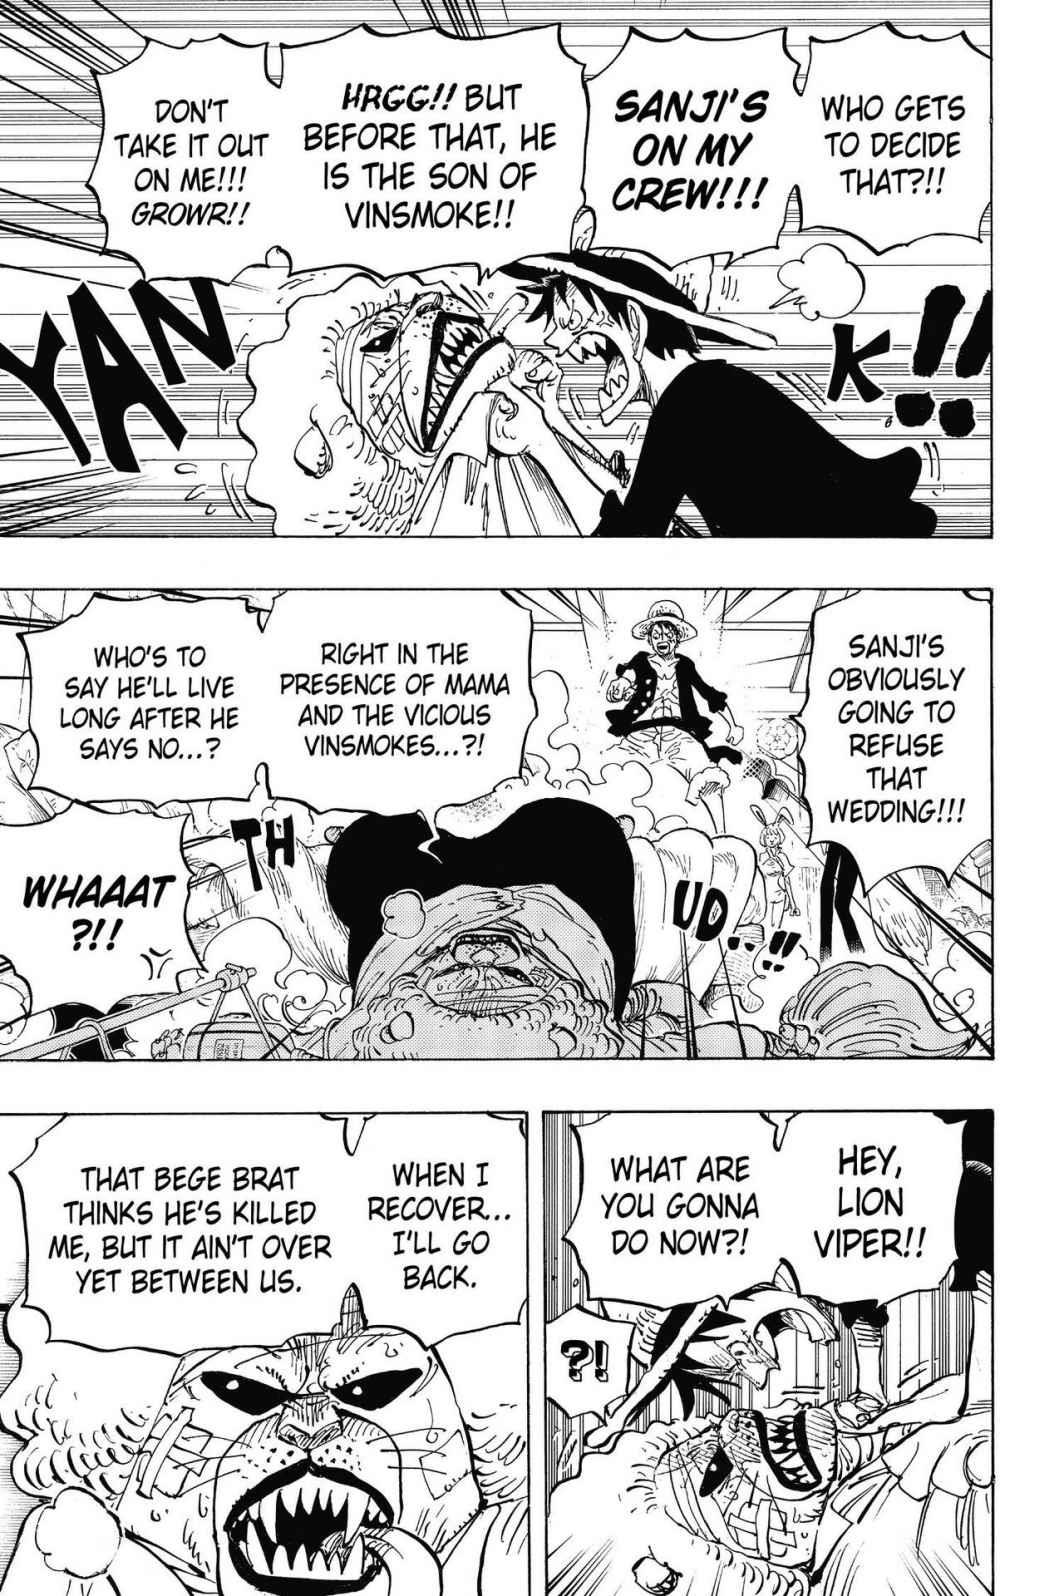 WHO GETS
TO DECIDE
THAT?!!
SANJI'S
ON MY
CREW!!!
HRGG!! BUT
BEFORE THAT, HE
IS THE SON OF
VINSMOKE!!
DON'T
TAKE IT OUT
ON ME!!!
GROWR!!
YAN
K!!
SANJI'S
OBVIOUSLY
GOING TO
REFUSE
THAT
WEDDING!!!
RIGHT IN THE
PRESENCE OF MAMA
AND THE VICIOUS
VINSMOKES...?!
WHO'S TO
SAY HE'LL LIVE
LONG AFTER HE
SAYS NO...?
TH
UD...!!
WHAAAT
?!!
HEY,
LION
VIPER!!
WHAT ARE
YOU GONNA
DO NOW?!
?!
WHEN I
RECOVER...
I'LL GO
BACK.
THAT BEGE BRAT
THINKS HE'S KILLED
ME, BUT IT AIN'T OVER
YET BETWEEN US.